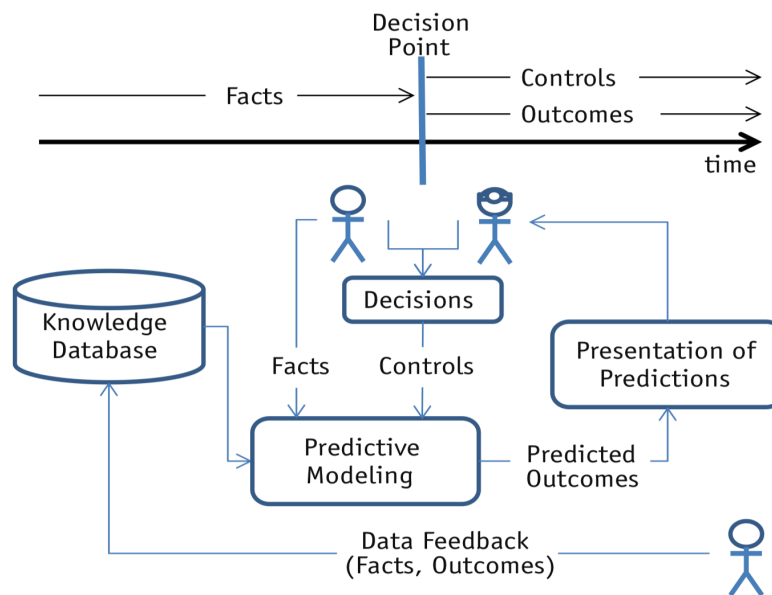 Decision
Point
Facts
Controls
Outcomes
time
Decisions
Knowledge
Database
Facts
Controls
Presentation of
Predictions
Predictive
Modeling
Predicted
Outcomes
Data Feedback
(Facts, Outcomes)